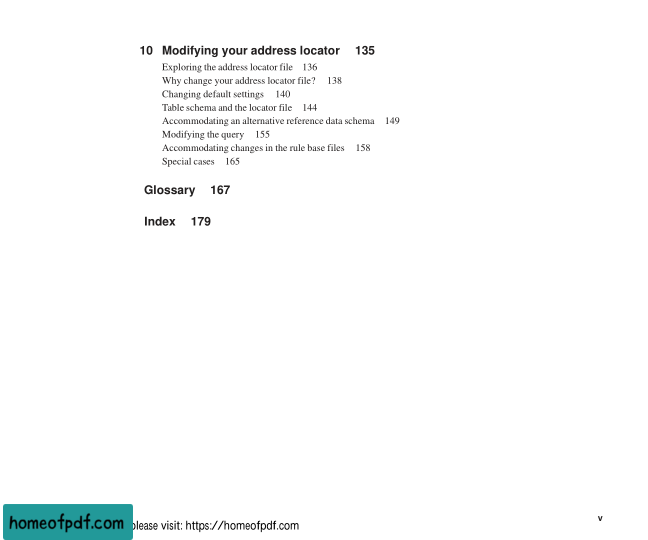 10 Modifying your address locator 135
Exploring the address locator file 136
Why change your address locator file? 138
Changing default settings 140
Table schema and the locator file 144
Accommodating an alternative reference data schema 149
Modifying the query 155
Accommodating changes in the rule base files 158
Special cases 165
Glossary 167
Index 179
v
homeofpdf.com please visit: https://homeofpdf.com